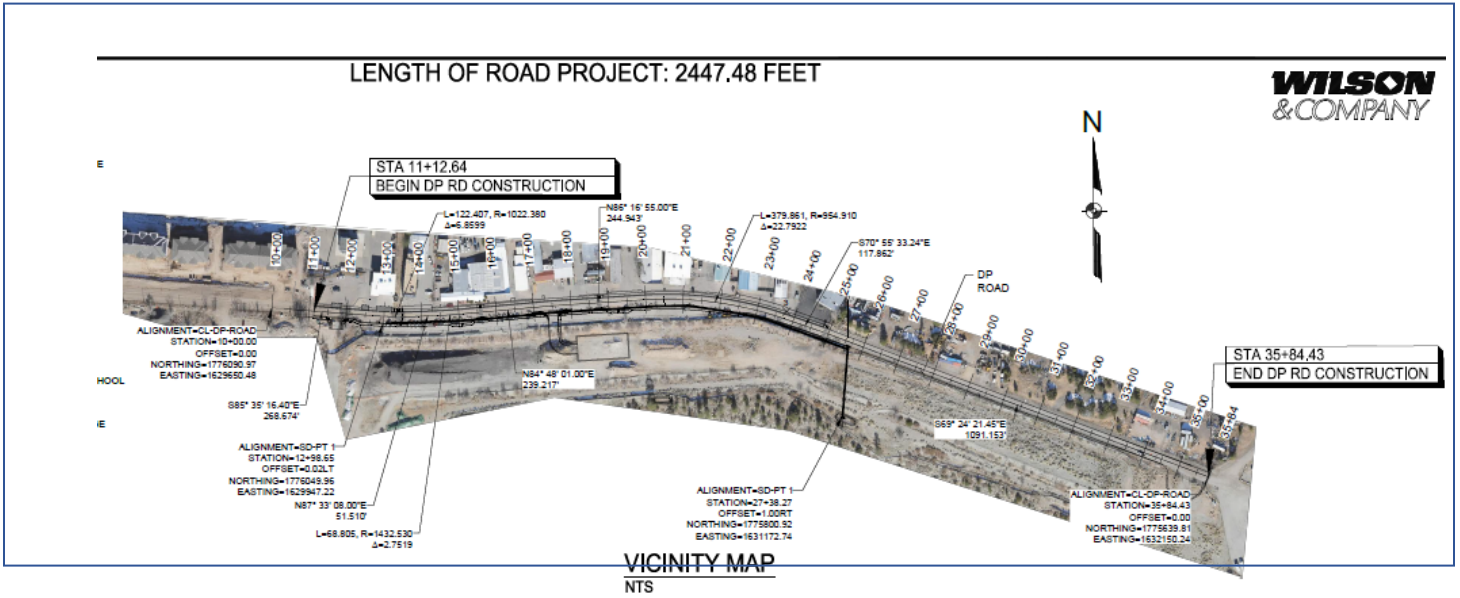 LENGTH OF ROAD PROJECT: 2447.48 FEET
WILSON
&COMPANY
N
E
STA 11+12.64
BEGIN DP RD CONSTRUCTION
L=122.407, R=1022.380
Δ=6.8599
N86° 16' 55.00"E
244.943'
L=379.861, R=954.910
Δ=22.7922
S70° 55' 33.24"E
117.862'
DP
ROAD
10+00
11+00
12+00
13+00
14+00
15+00
16+00
17+00
18+00
19+00
20+00
21+00
22+00
23+00
24+00
25+00
26+00
27+00
28+00
29+00
30+00
31+00
32+00
33+00
34+00
35+00
35+84
STA 35+84.43
END DP RD CONSTRUCTION
ALIGNMENT=CL-DP-ROAD
STATION=10+00.00
OFFSET=0.00
NORTHING=1776090.97
EASTING=1629650.48
HOOL
S85° 35' 16.40"E
268.674'
N84° 48' 01.00"E
239.217'
S69° 24' 21.45"E
1091.153'
ALIGNMENT=SD-PT 1
STATION=12+98.65
OFFSET=0.02LT
NORTHING=1776049.96
EASTING=1629947.22
N87° 33' 08.00"E
51.510'
L=68.805, R=1432.530
Δ=2.7519
ALIGNMENT=SD-PT 1
STATION=27+38.27
OFFSET=1.00RT
NORTHING=1775800.92
EASTING=1631172.74
ALIGNMENT=CL-DP-ROAD
STATION=35+84.43
OFFSET=0.00
NORTHING=1775639.81
EASTING=1632150.24
VICINITY MAP
NTS